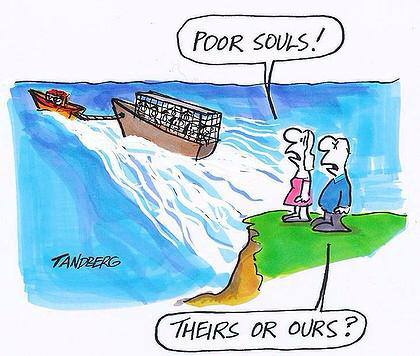 POOR SOULS!
TANDBERG
THEIRS OR OURS?